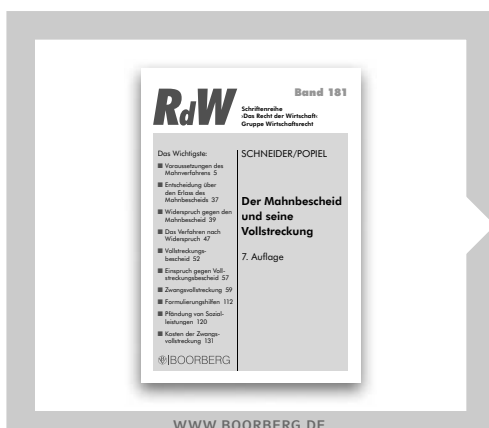 RdW
Band 181
Schriftenreihe
›Das Recht der Wirtschaft‹
Gruppe Wirtschaftsrecht
Das Wichtigste:
■ Voraussetzungen des
Mahnverfahrens 5
■ Entscheidung über
den Erlass des
Mahnbescheids 37
■ Widerspruch gegen den
Mahnbescheid 39
■ Das Verfahren nach
Widerspruch 47
■ Vollstreckungs-
bescheid 52
■ Einspruch gegen Voll-
streckungsbescheid 57
■ Zwangsvollstreckung 59
■ Formulierungshilfen 112
■ Pfändung von Sozial-
leistungen 120
■ Kosten der Zwangs-
vollstreckung 131
BOORBERG
SCHNEIDER/POPIEL
Der Mahnbescheid
und seine
Vollstreckung
7. Auflage
WWW.BOORBERG.DE